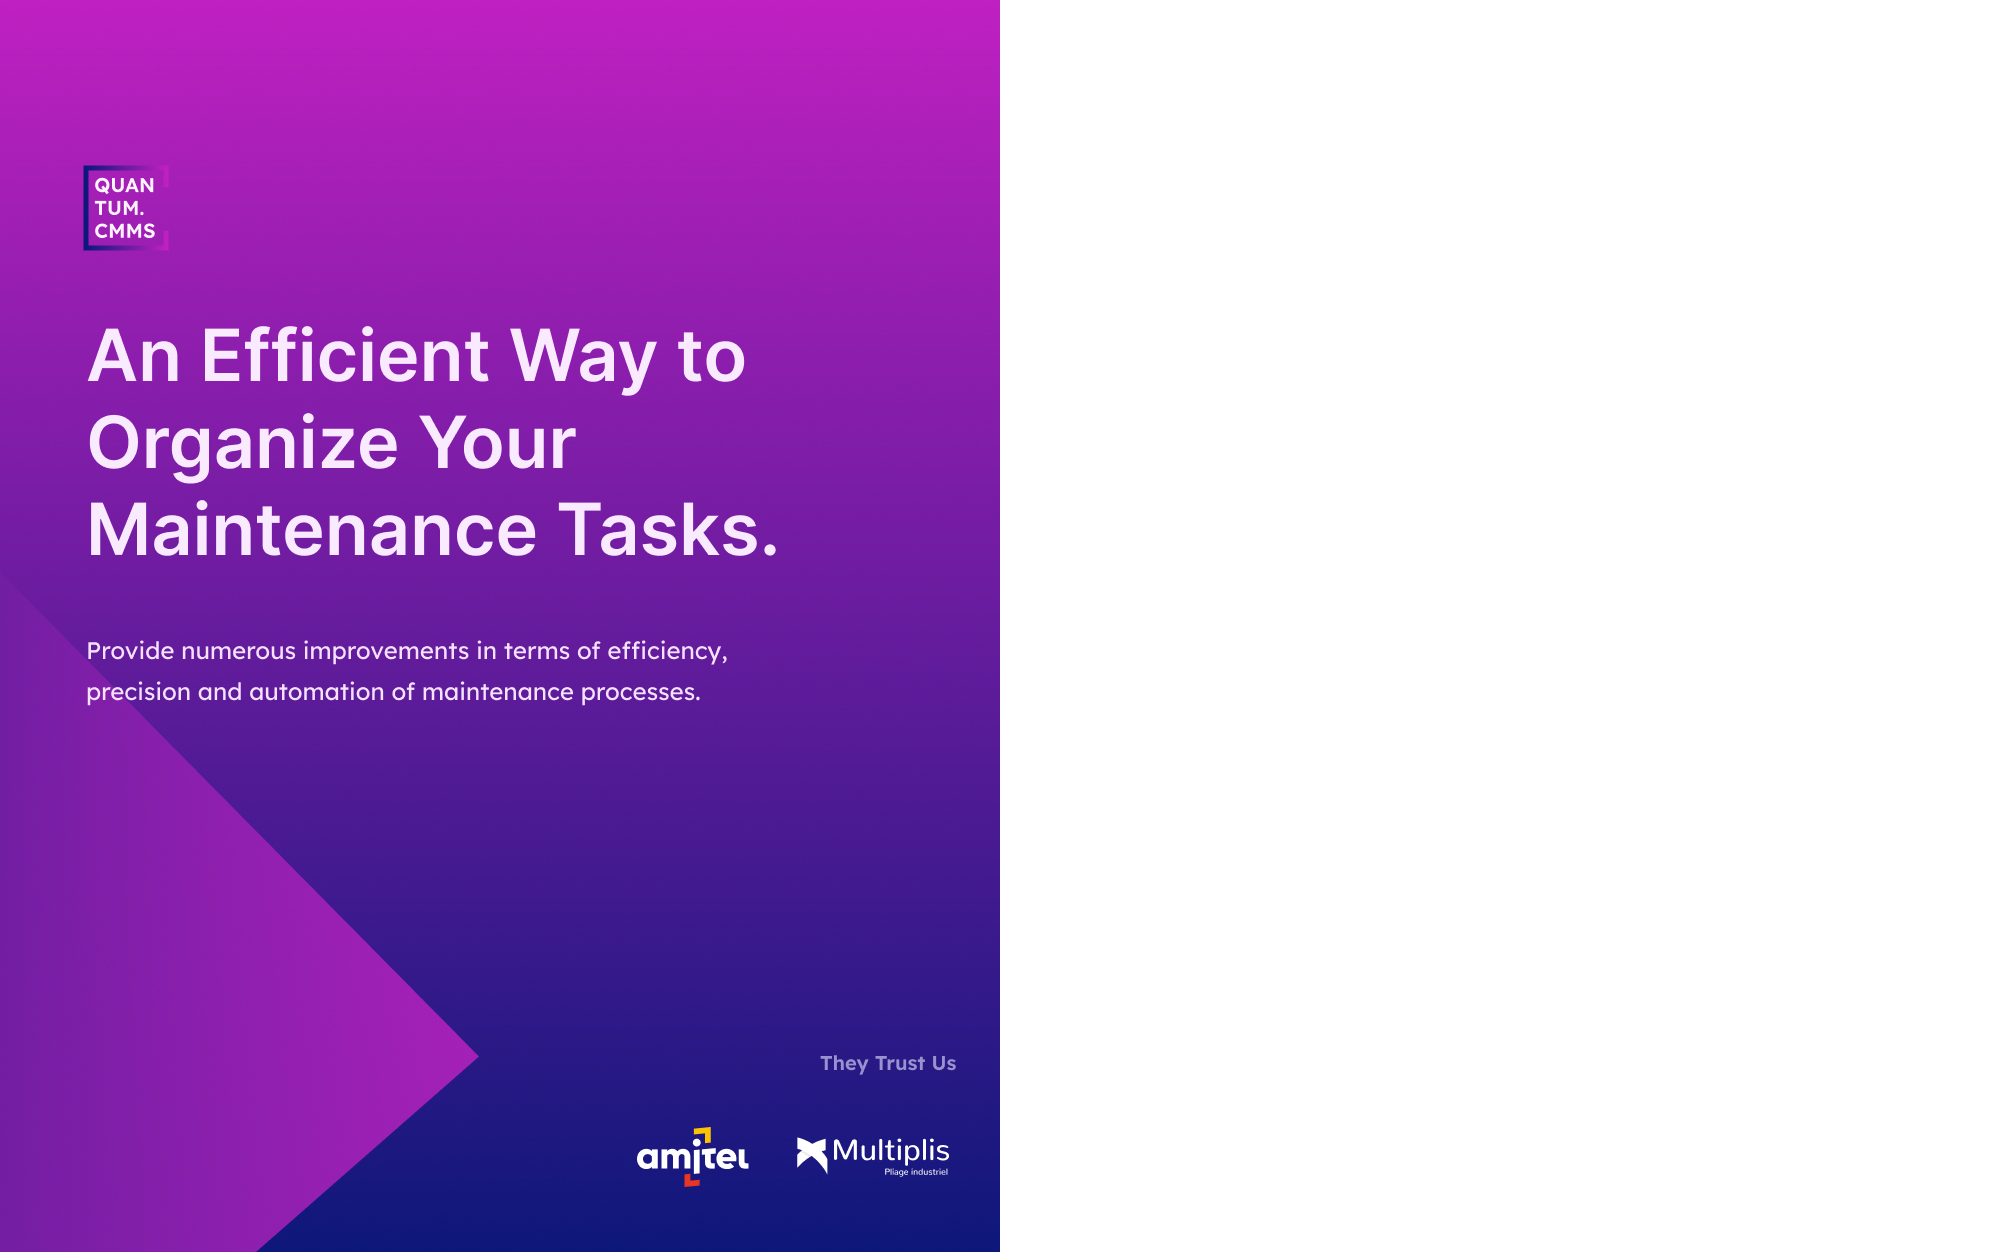 QUAN
TUM.
CMMS
An Efficient Way to
Organize Your
Maintenance Tasks.
Provide numerous improvements in terms of efficiency,
precision and automation of maintenance processes.
They Trust Us
amitel
Multiplis
Pliage industriel